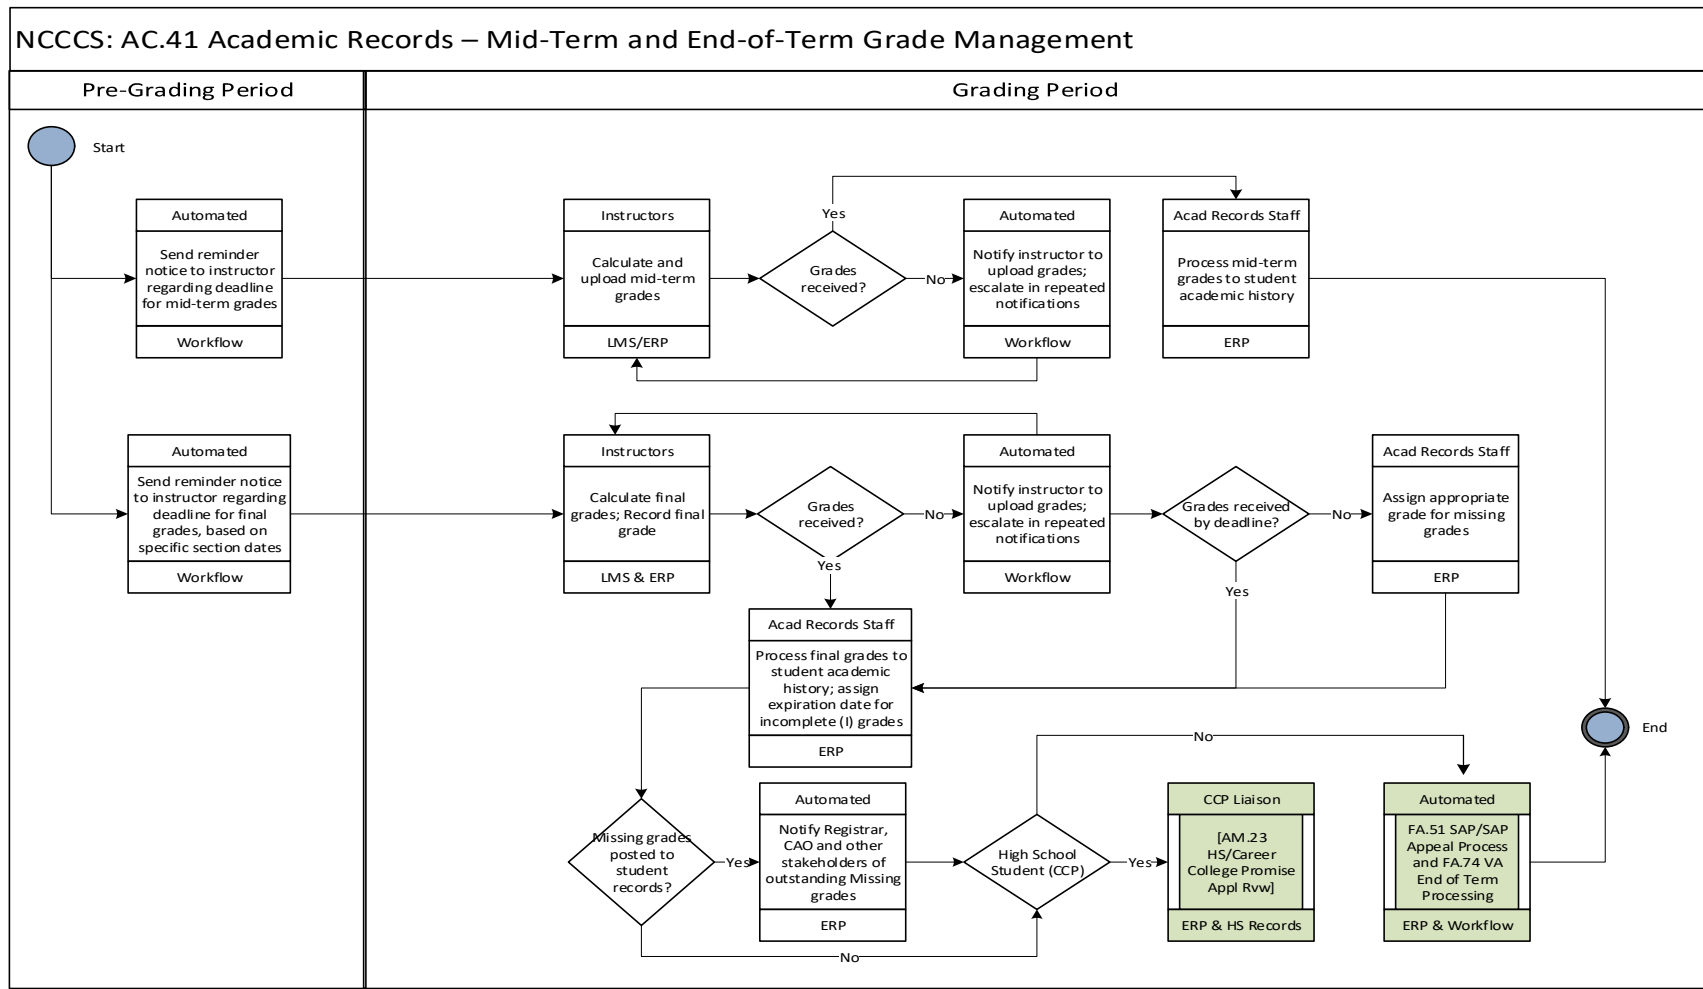 NCCCS: AC.41 Academic Records – Mid-Term and End-of-Term Grade Management
Pre-Grading Period
Grading Period
Start
Automated
Send reminder
notice to instructor
regarding deadline
for mid-term grades
Workflow
Instructors
Calculate and
upload mid-term
grades
LMS/ERP
Yes
Grades
received?
No
Automated
Notify instructor to
upload grades;
escalate in repeated
notifications
Workflow
Acad Records Staff
Process mid-term
grades to student
academic history
ERP
Automated
Send reminder notice
to instructor regarding
deadline for final
grades, based on
specific section dates
Workflow
Instructors
Calculate final
grades; Record final
grade
LMS & ERP
Grades
received?
No
Yes
Automated
Notify instructor to
upload grades;
escalate in repeated
notifications
Workflow
Grades received
by deadline?
No
Yes
Acad Records Staff
Assign appropriate
grade for missing
grades
ERP
Acad Records Staff
Process final grades to
student academic
history; assign
expiration date for
incomplete (I) grades
ERP
End
Missing grades
posted to
student
records?
Yes
No
Automated
Notify Registrar,
CAO and other
stakeholders of
outstanding Missing
grades
ERP
High School
Student (CCP)
No
Yes
CCP Liaison
[AM.23
HS/Career
College Promise
Appl Rvw]
ERP & HS Records
Automated
FA.51 SAP/SAP
Appeal Process
and FA.74 VA
End of Term
Processing
ERP & Workflow